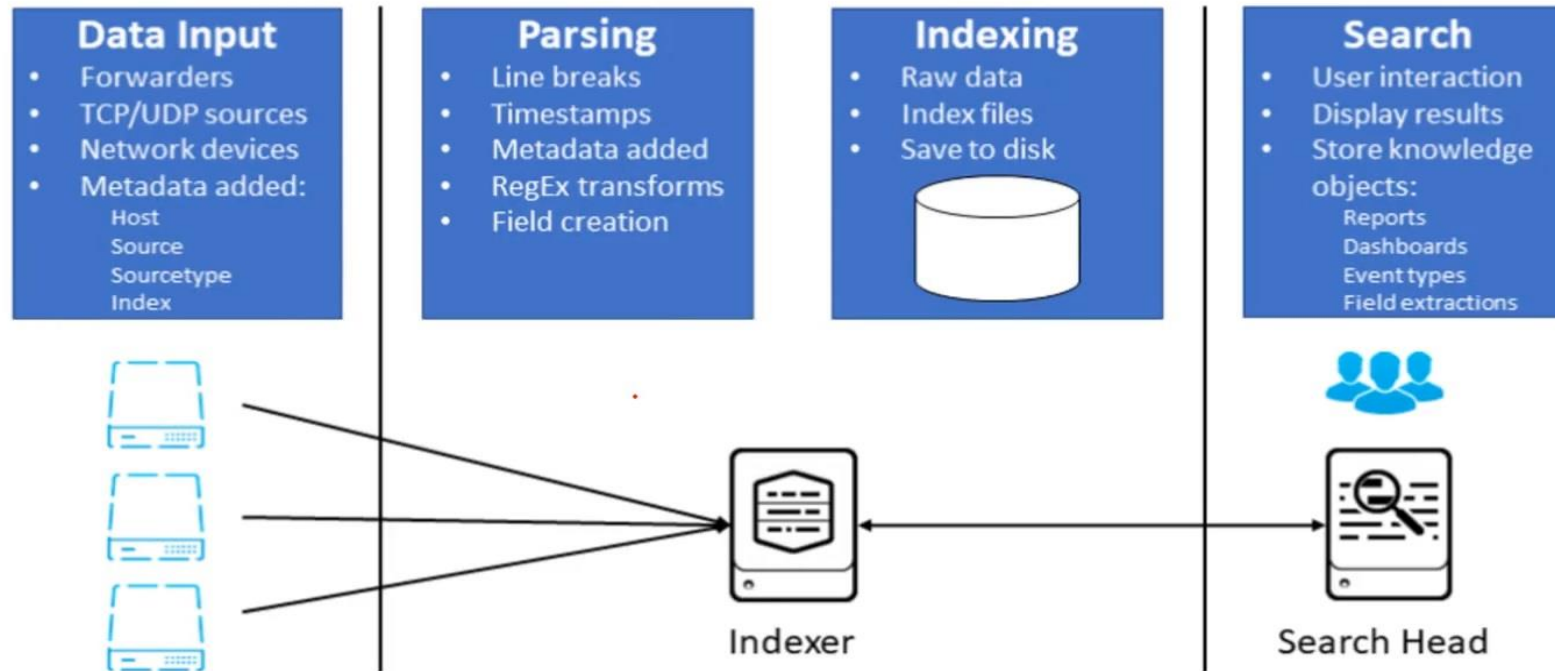 Data Input
• Forwarders
• TCP/UDP sources
• Network devices
• Metadata added:
Host
Source
Sourcetype
Index
Parsing
• Line breaks
• Timestamps
• Metadata added
• RegEx transforms
• Field creation
Indexing
• Raw data
• Index files
• Save to disk
Search
• User interaction
• Display results
• Store knowledge
objects:
Reports
Dashboards
Event types
Field extractions
Indexer
Search Head